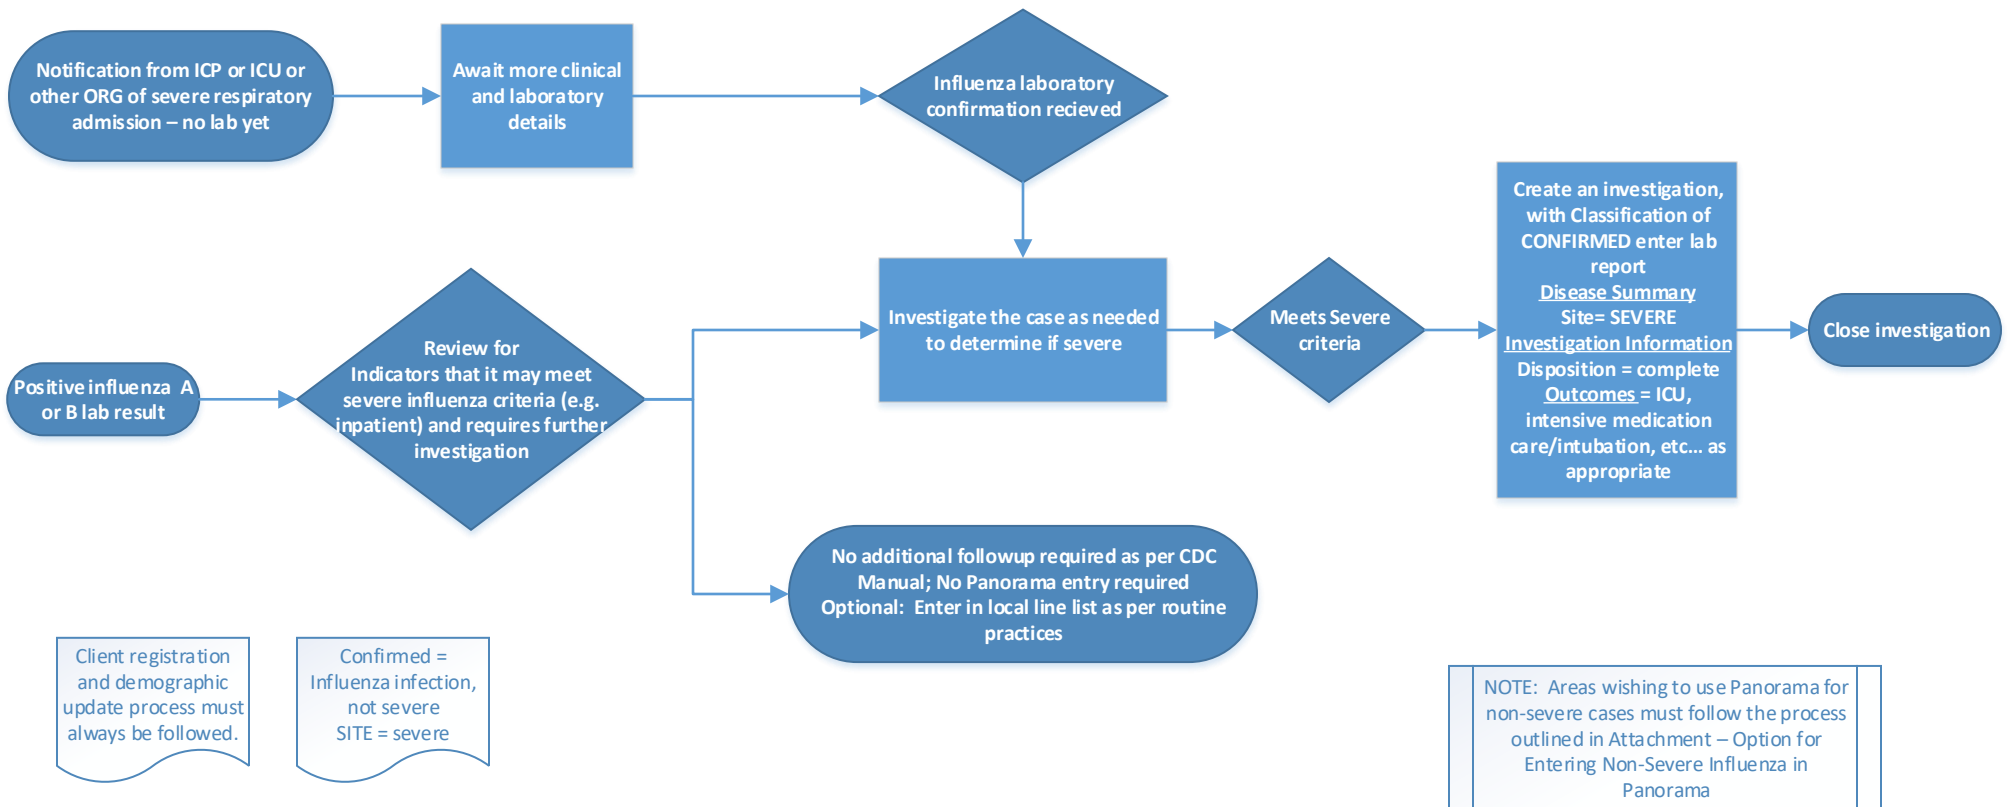 Notification from ICP or ICU or
other ORG of severe respiratory
admission – no lab yet
Await more clinical
and laboratory
details
Influenza laboratory
confirmation recieved
Positive influenza A
or B lab result
Review for
Indicators that it may meet
severe influenza criteria (e.g.
inpatient) and requires further
investigation
Investigate the case as needed
to determine if severe
Meets Severe
criteria
Create an investigation,
with Classification of
CONFIRMED enter lab
report
Disease Summary
Site= SEVERE
Investigation Information
Disposition = complete
Outcomes = ICU,
intensive medication
care/intubation, etc... as
appropriate
Close investigation
No additional followup required as per CDC
Manual; No Panorama entry required
Optional: Enter in local line list as per routine
practices
Client registration
and demographic
update process must
always be followed.
Confirmed =
Influenza infection,
not severe
SITE = severe
NOTE: Areas wishing to use Panorama for
non-severe cases must follow the process
outlined in Attachment – Option for
Entering Non-Severe Influenza in
Panorama